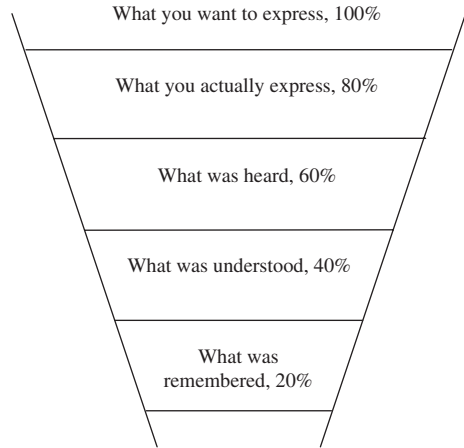 What you want to express, 100%
What you actually express, 80%
What was heard, 60%
What was understood, 40%
What was
remembered, 20%